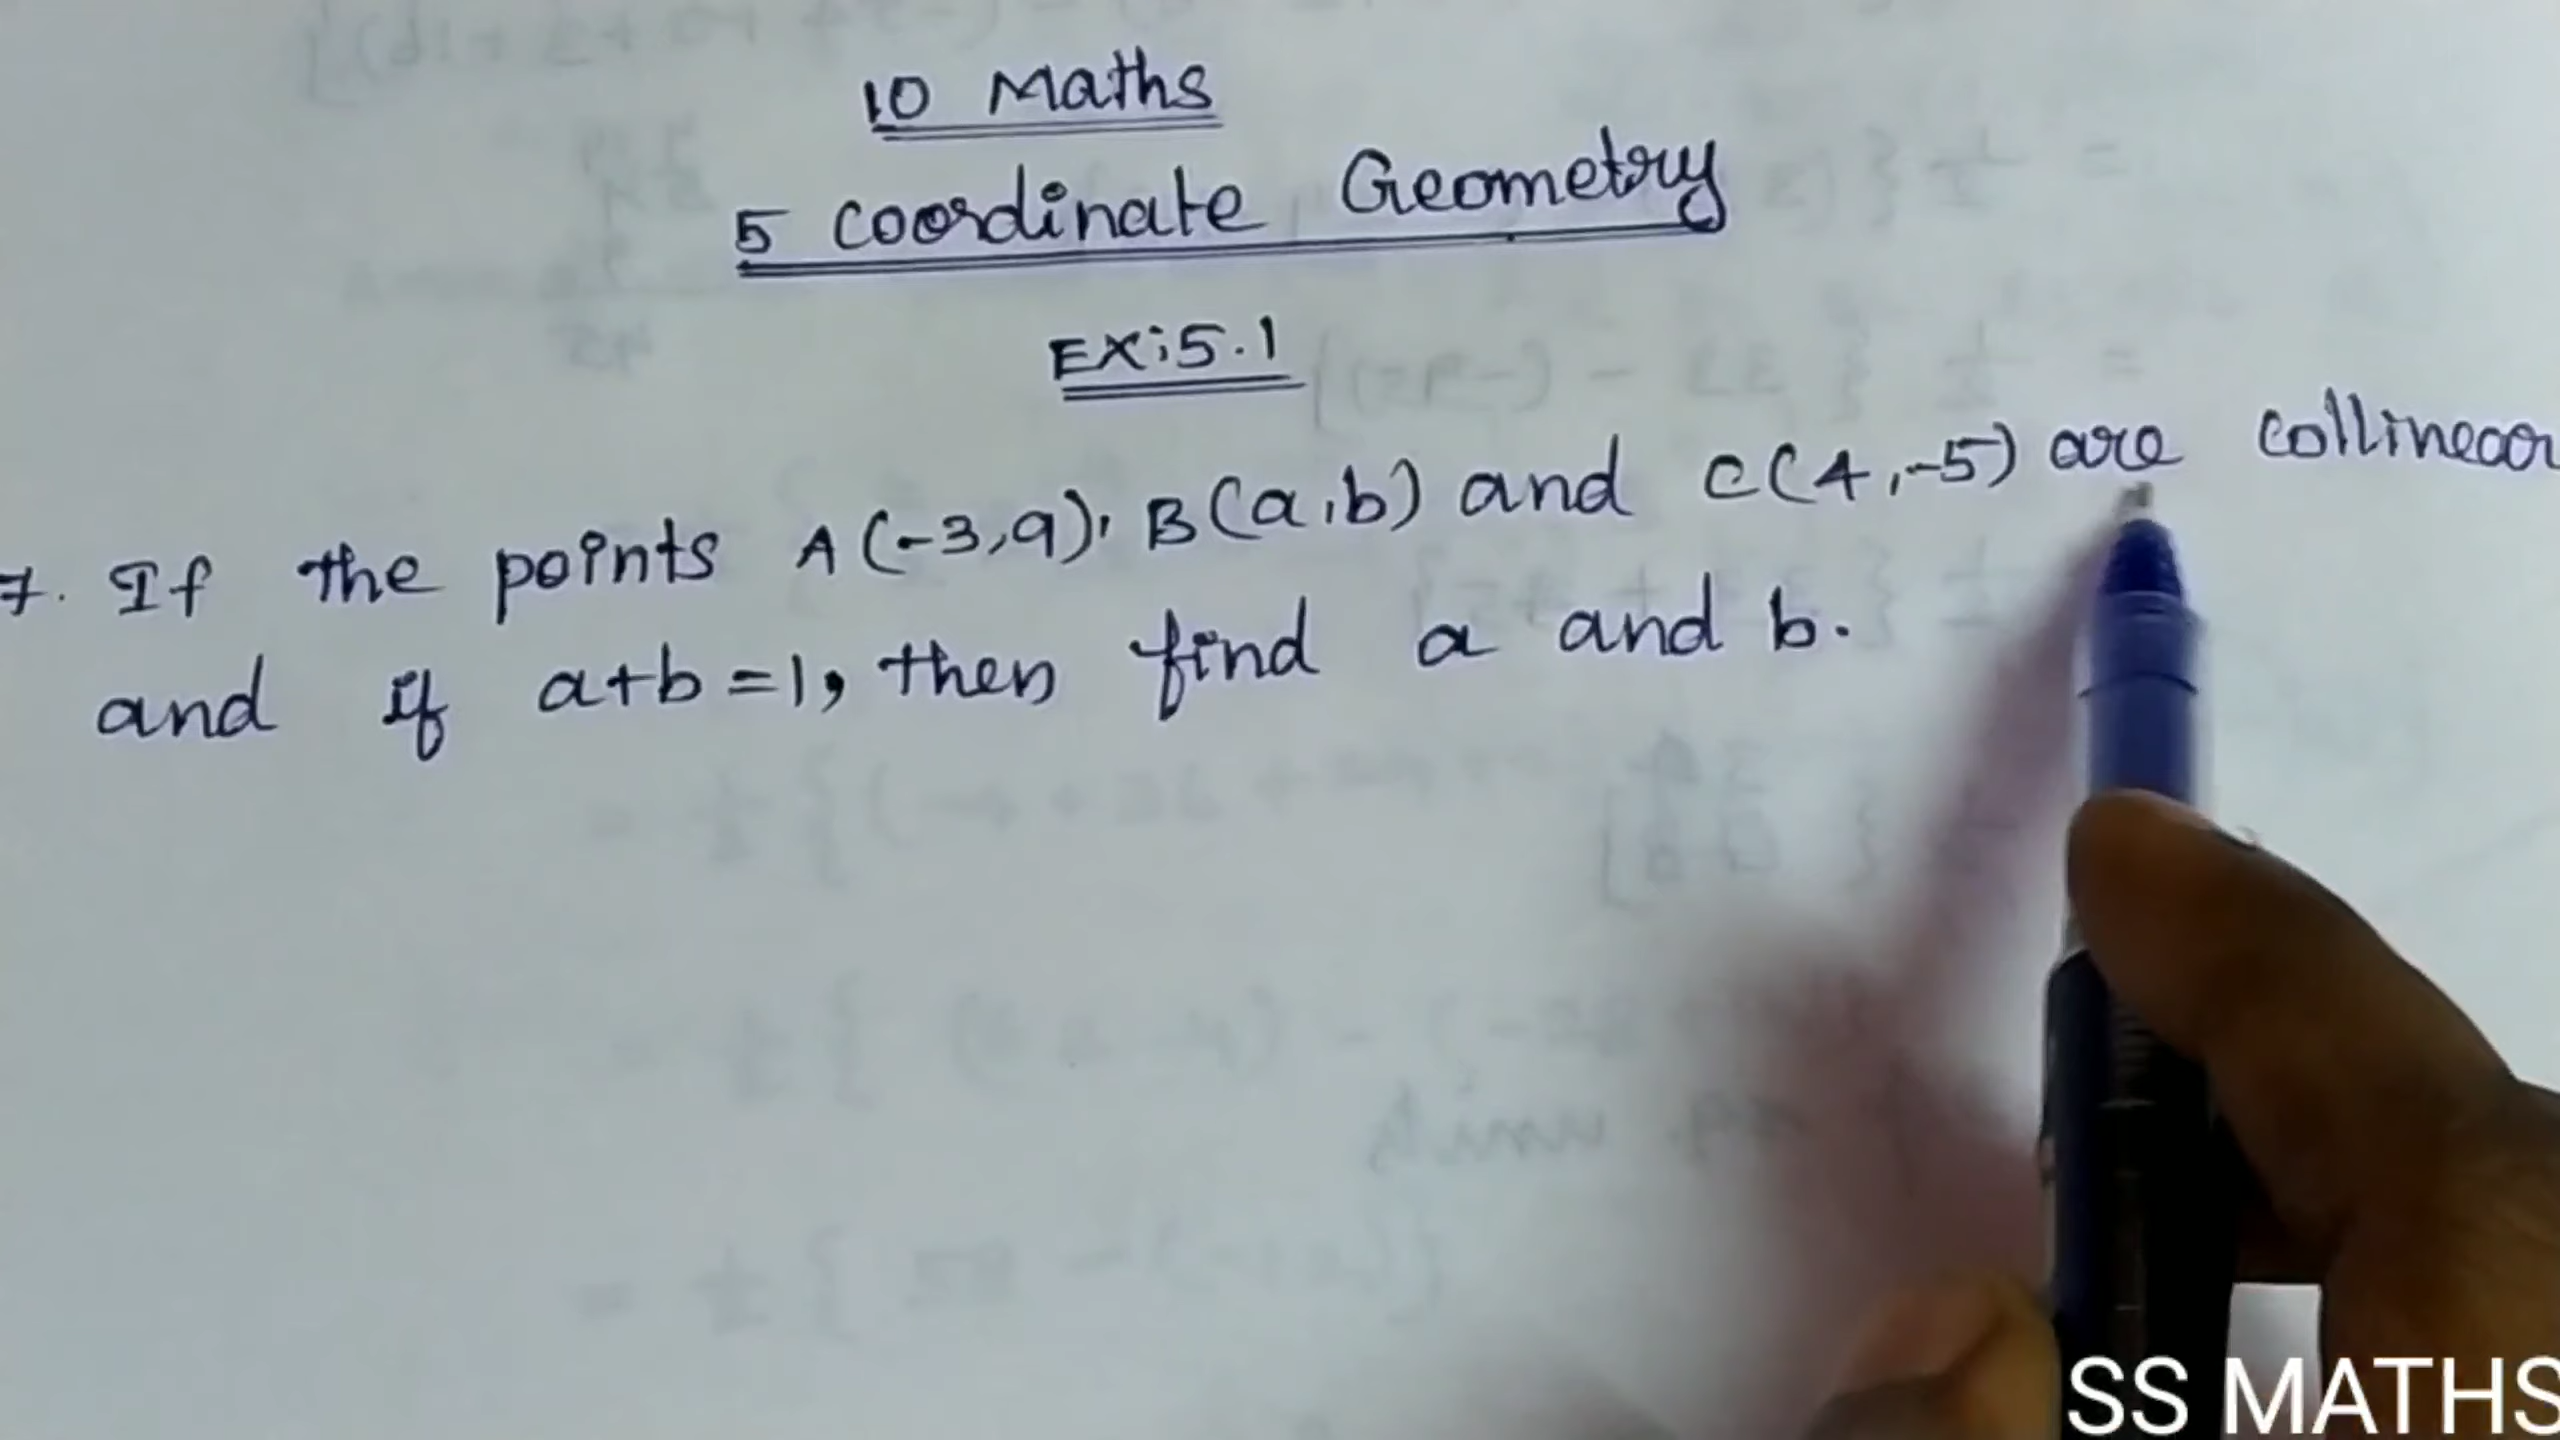 10 Maths
5 Coordinate Geometry
EX:5.1
7. If the points A(-3,9), B(a,b) and C(4,-5) are collinear
and if a+b=1, then find a and b.
SS MATHS